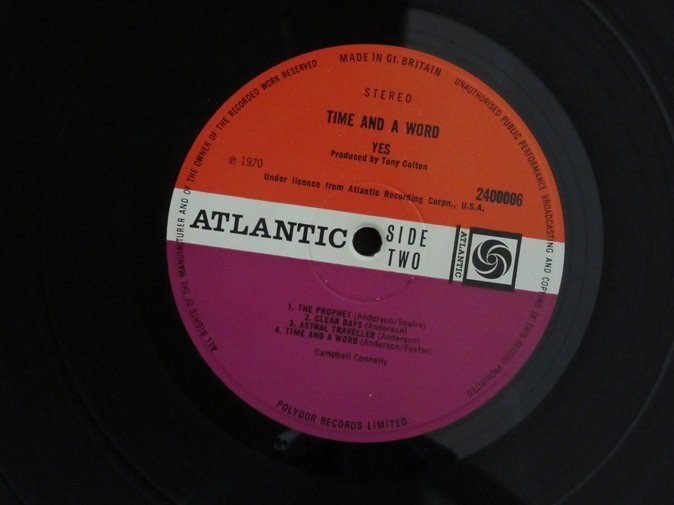 MADE IN Gt. BRITAIN
ALL RIGHTS OF THE MANUFACTURER AND OF THE OWNER OF THE RECORDED WORK RESERVED
UNAUTHORISED PUBLIC PERFORMANCE BROADCASTING AND COPYING OF THIS RECORD PROHIBITED
STEREO
TIME AND A WORD
YES
Produced by Tony Colton
℗ 1970
2400006
Under licence from Atlantic Recording Corpn., U.S.A.
ATLANTIC
SIDE
TWO
ATLANTIC
1. THE PROPHET (Anderson/Squire)
2. CLEAR DAYS (Anderson)
3. ASTRAL TRAVELLER (Anderson)
4. TIME AND A WORD (Anderson/Foster)
Campbell Connelly
POLYDOR RECORDS LIMITED